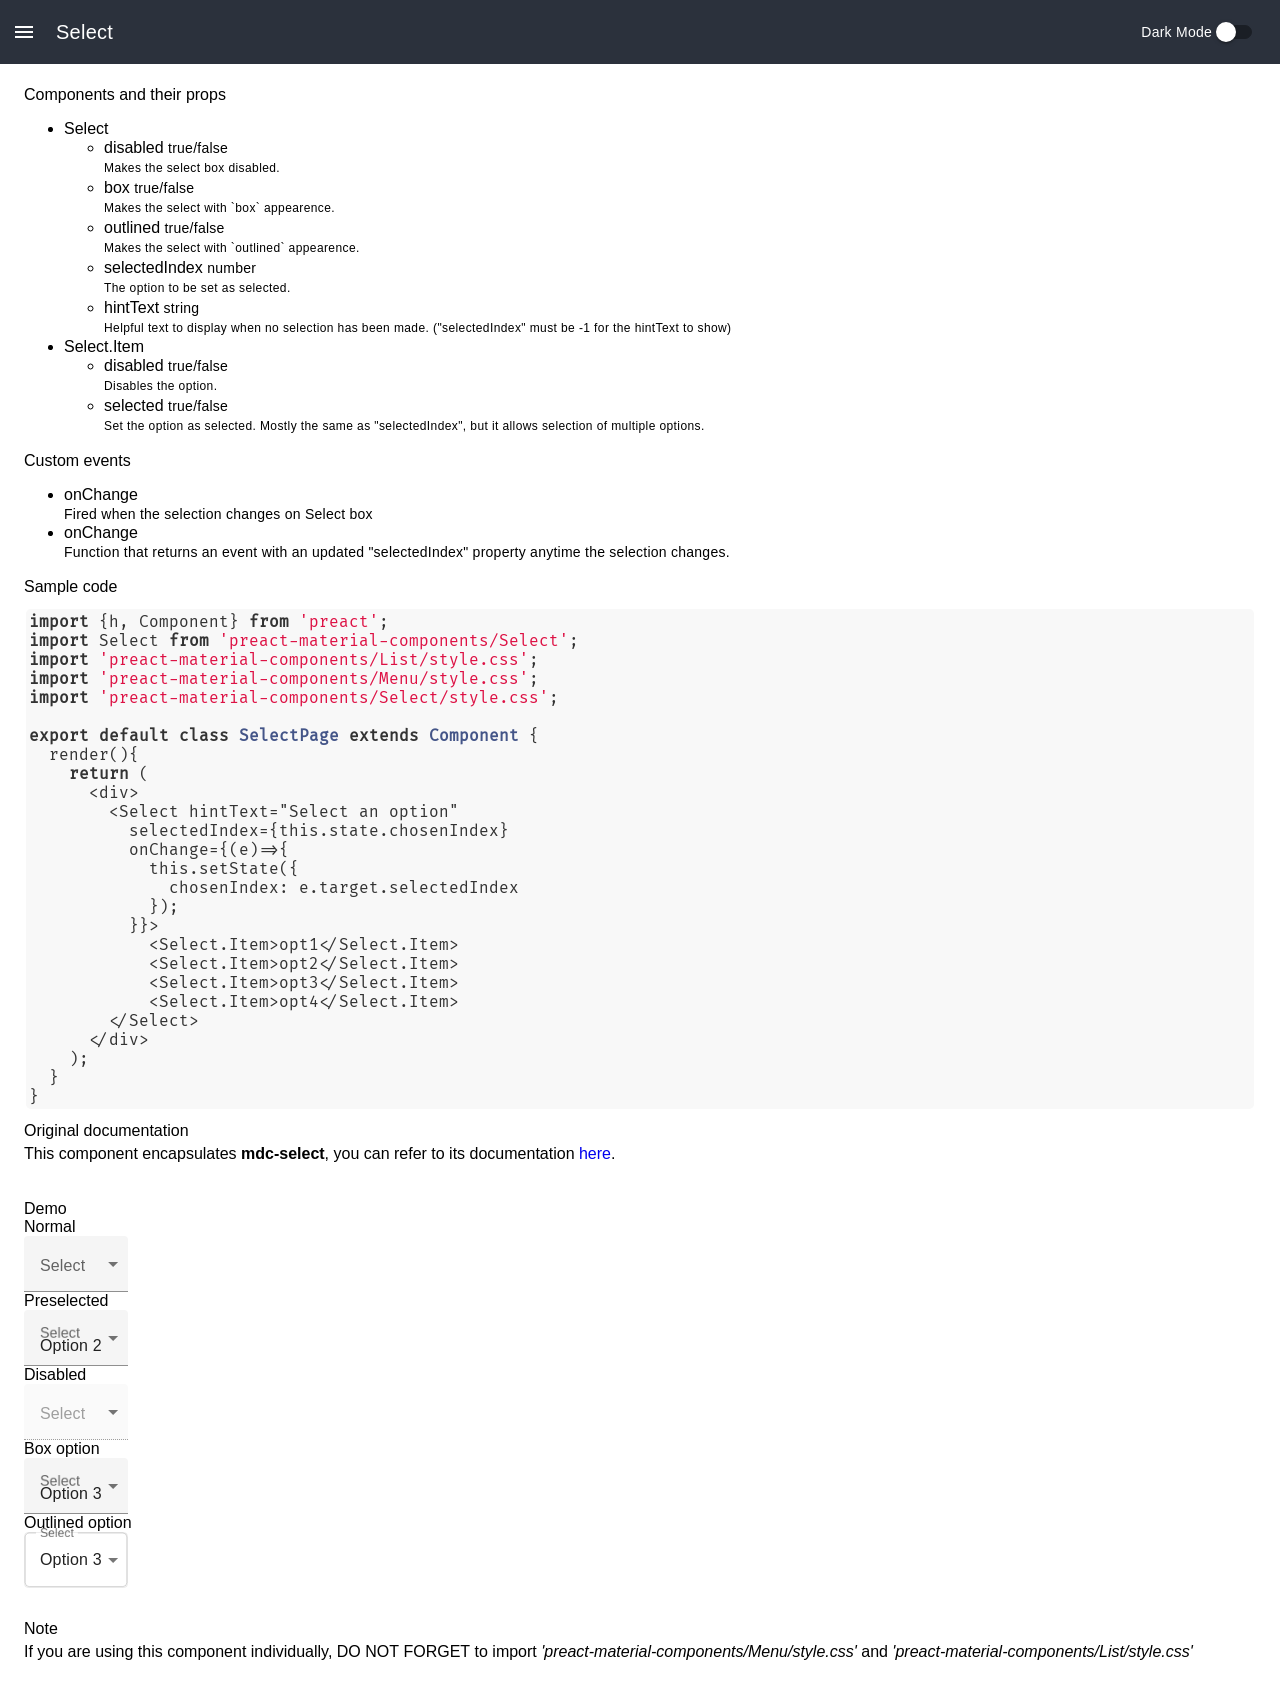 Select
Dark Mode
Components and their props
Select
disabled true/false
Makes the select box disabled.
box true/false
Makes the select with `box` appearence.
outlined true/false
Makes the select with `outlined` appearence.
selectedIndex number
The option to be set as selected.
hintText string
Helpful text to display when no selection has been made. ("selectedIndex" must be -1 for the hintText to show)
Select.Item
disabled true/false
Disables the option.
selected true/false
Set the option as selected. Mostly the same as "selectedIndex", but it allows selection of multiple options.
Custom events
onChange
Fired when the selection changes on Select box
onChange
Function that returns an event with an updated "selectedIndex" property anytime the selection changes.
Sample code
import {h, Component} from 'preact';
import Select from 'preact-material-components/Select';
import 'preact-material-components/List/style.css';
import 'preact-material-components/Menu/style.css';
import 'preact-material-components/Select/style.css';
export default class SelectPage extends Component {
render(){
return (
<div>
<Select hintText="Select an option"
selectedIndex={this.state.chosenIndex}
onChange={(e)=>{
this.setState({
chosenIndex: e.target.selectedIndex
});
}}>
<Select.Item>opt1</Select.Item>
<Select.Item>opt2</Select.Item>
<Select.Item>opt3</Select.Item>
<Select.Item>opt4</Select.Item>
</Select>
</div>
);
}
}
Original documentation
This component encapsulates mdc-select, you can refer to its documentation here.
Demo
Normal
Select
Preselected
Select
Option 2
Disabled
Select
Box option
Select
Option 3
Outlined option
Select
Option 3
Note
If you are using this component individually, DO NOT FORGET to import 'preact-material-components/Menu/style.css' and 'preact-material-components/List/style.css'